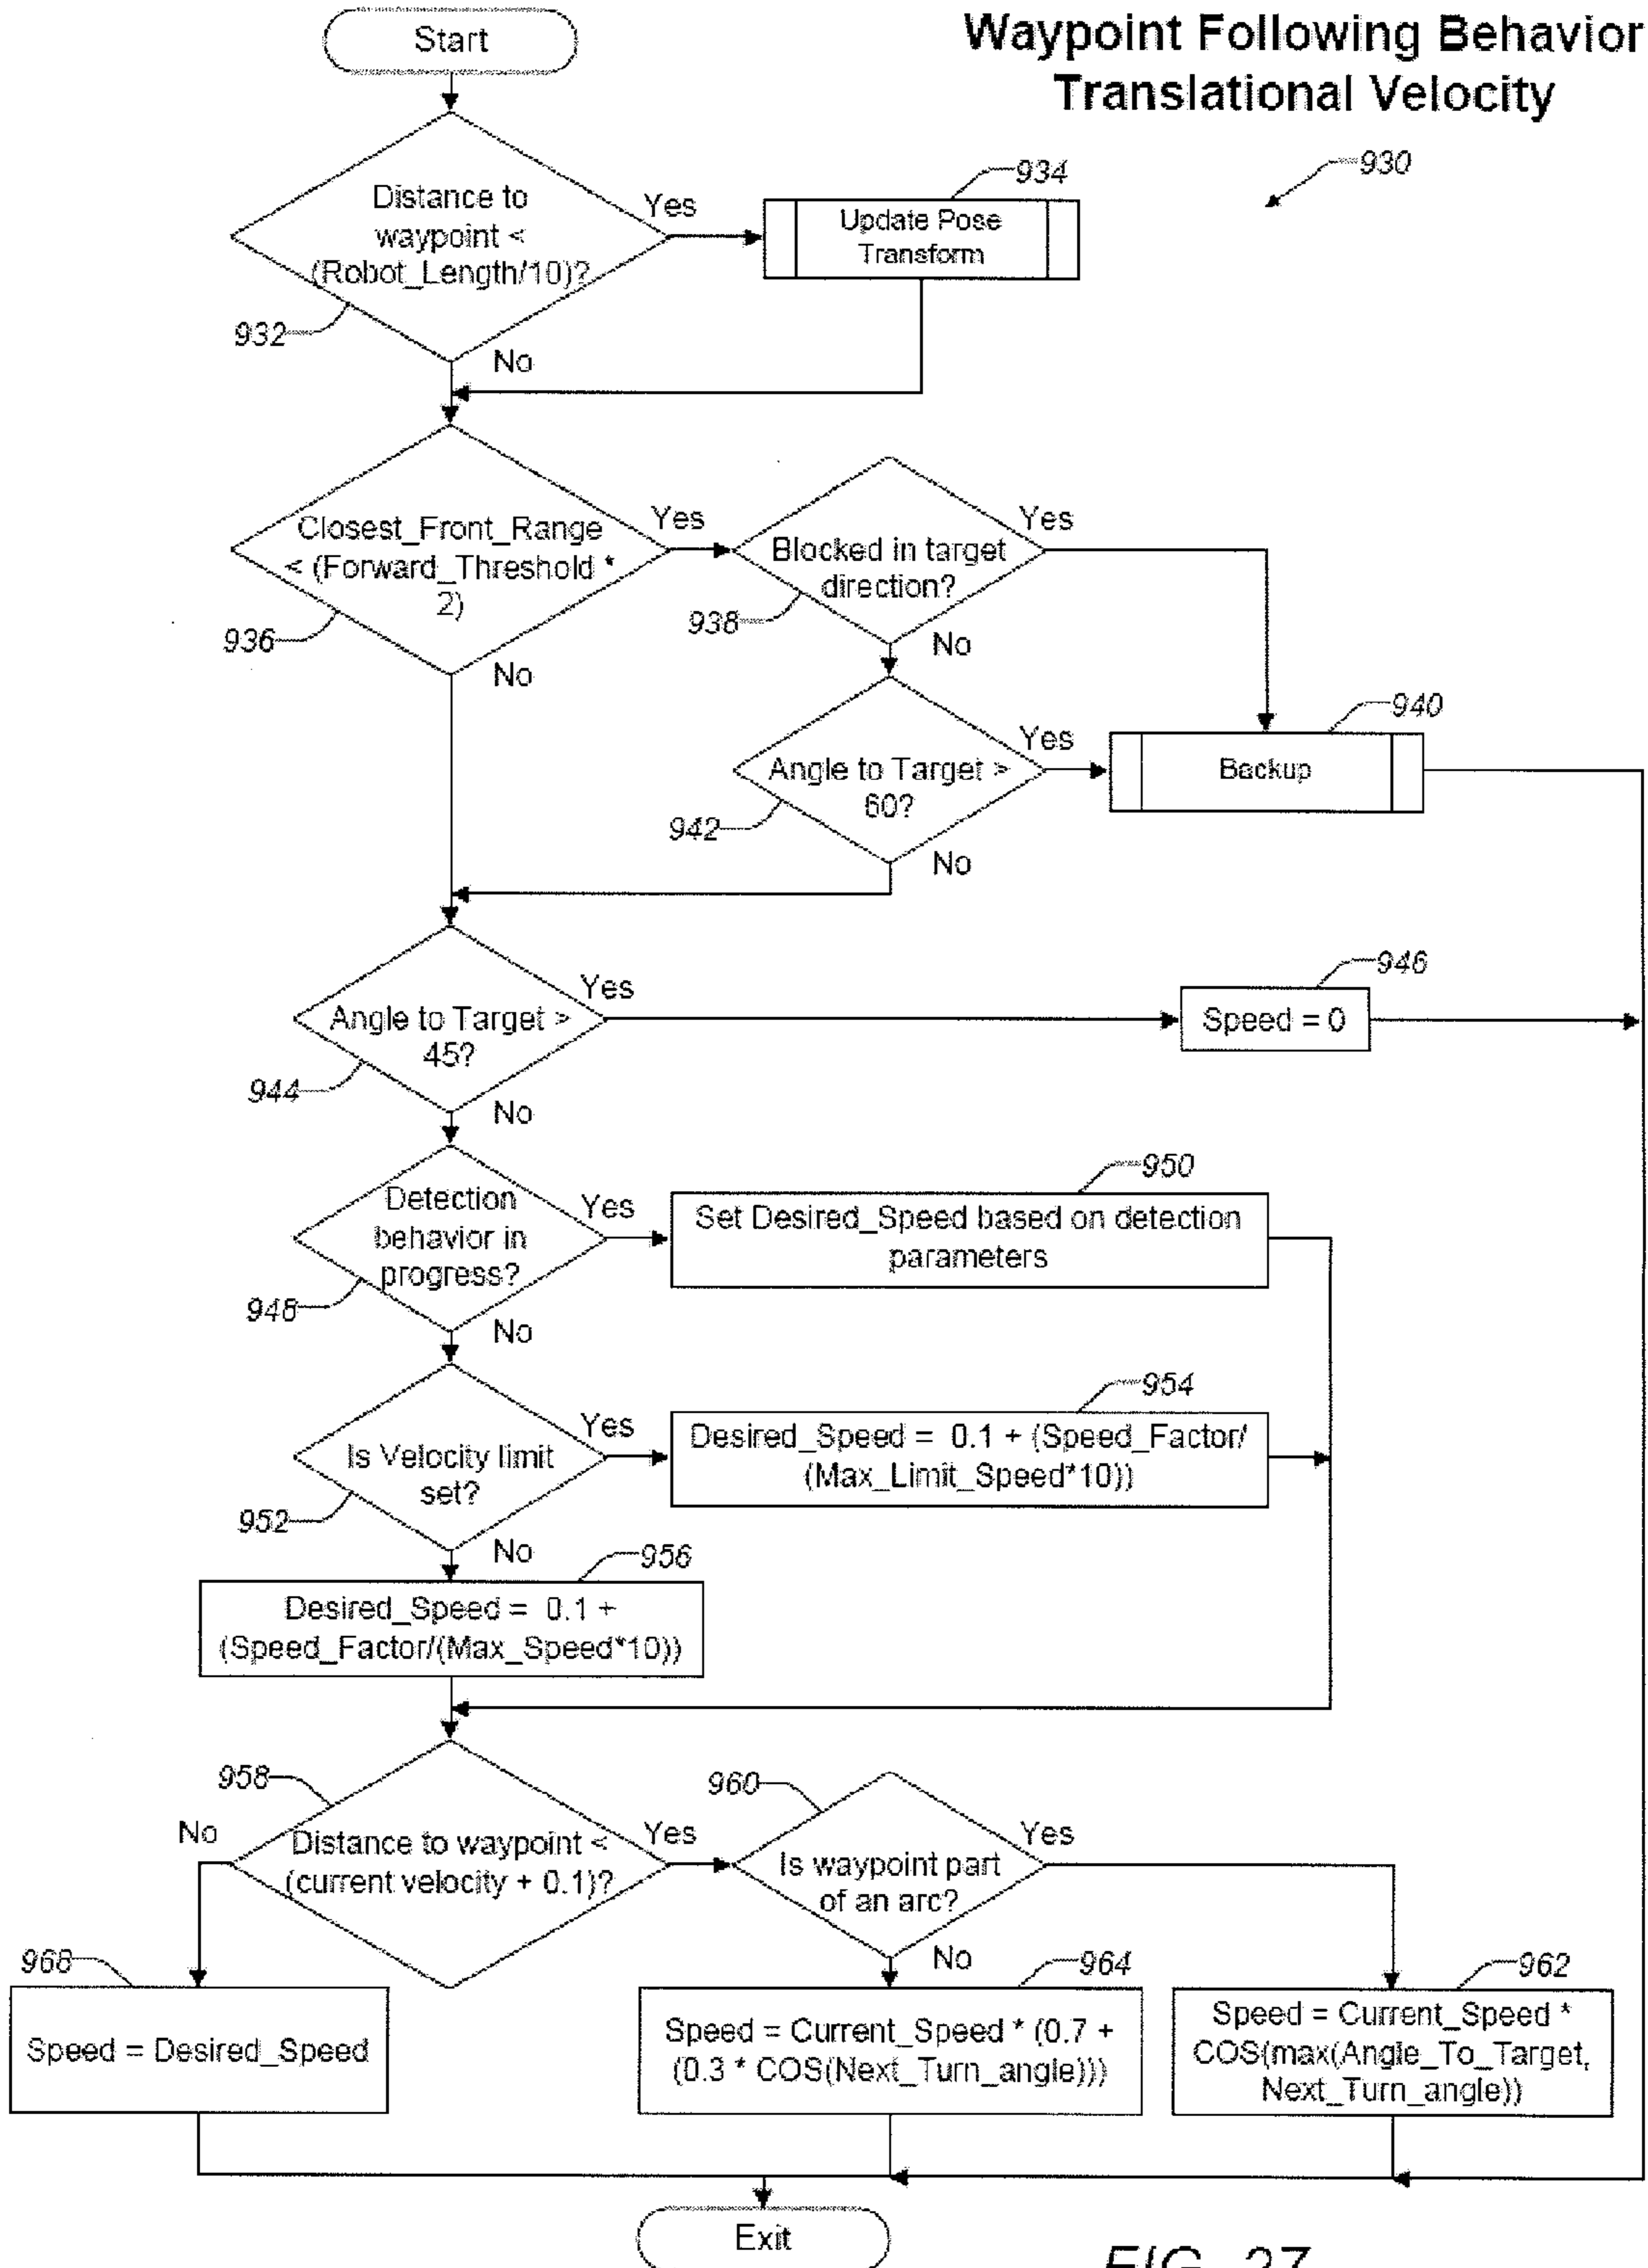 Waypoint Following Behavior
Translational Velocity
930
Start
Distance to
waypoint <
(Robot_Length/10)?
932
Yes
No
934
Update Pose
Transform
Closest_Front_Range
< (Forward_Threshold *
2)
936
Yes
No
Blocked in target
direction?
938
Yes
No
940
Backup
Angle to Target >
60?
942
Yes
No
Angle to Target >
45?
944
Yes
No
946
Speed = 0
Detection
behavior in
progress?
948
Yes
No
950
Set Desired_Speed based on detection
parameters
Is Velocity limit
set?
952
Yes
No
954
Desired_Speed = 0.1 + (Speed_Factor/
(Max_Limit_Speed*10))
956
Desired_Speed = 0.1 +
(Speed_Factor/(Max_Speed*10))
958
No
Distance to waypoint <
(current velocity + 0.1)?
Yes
960
Is waypoint part
of an arc?
Yes
No
968
Speed = Desired_Speed
964
Speed = Current_Speed * (0.7 +
(0.3 * COS(Next_Turn_angle)))
962
Speed = Current_Speed *
COS(max(Angle_To_Target,
Next_Turn_angle))
Exit
FIG. 27